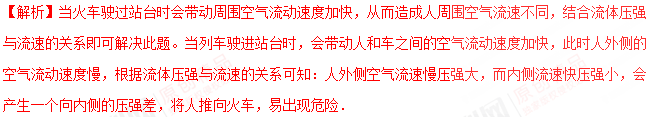 【解析】当火车驶过站台时会带动周围空气流动速度加快，从而造成人周围空气流速不同，结合流体压强
与流速的关系即可解决此题。当列车驶进站台时，会带动人和车之间的空气流动速度加快，此时人外侧的
空气流动速度慢，根据流体压强与流速的关系可知：人外侧空气流速慢压强大，而内侧流速快压强小，会
产生一个向内侧的压强差，将人推向火车，易出现危险．